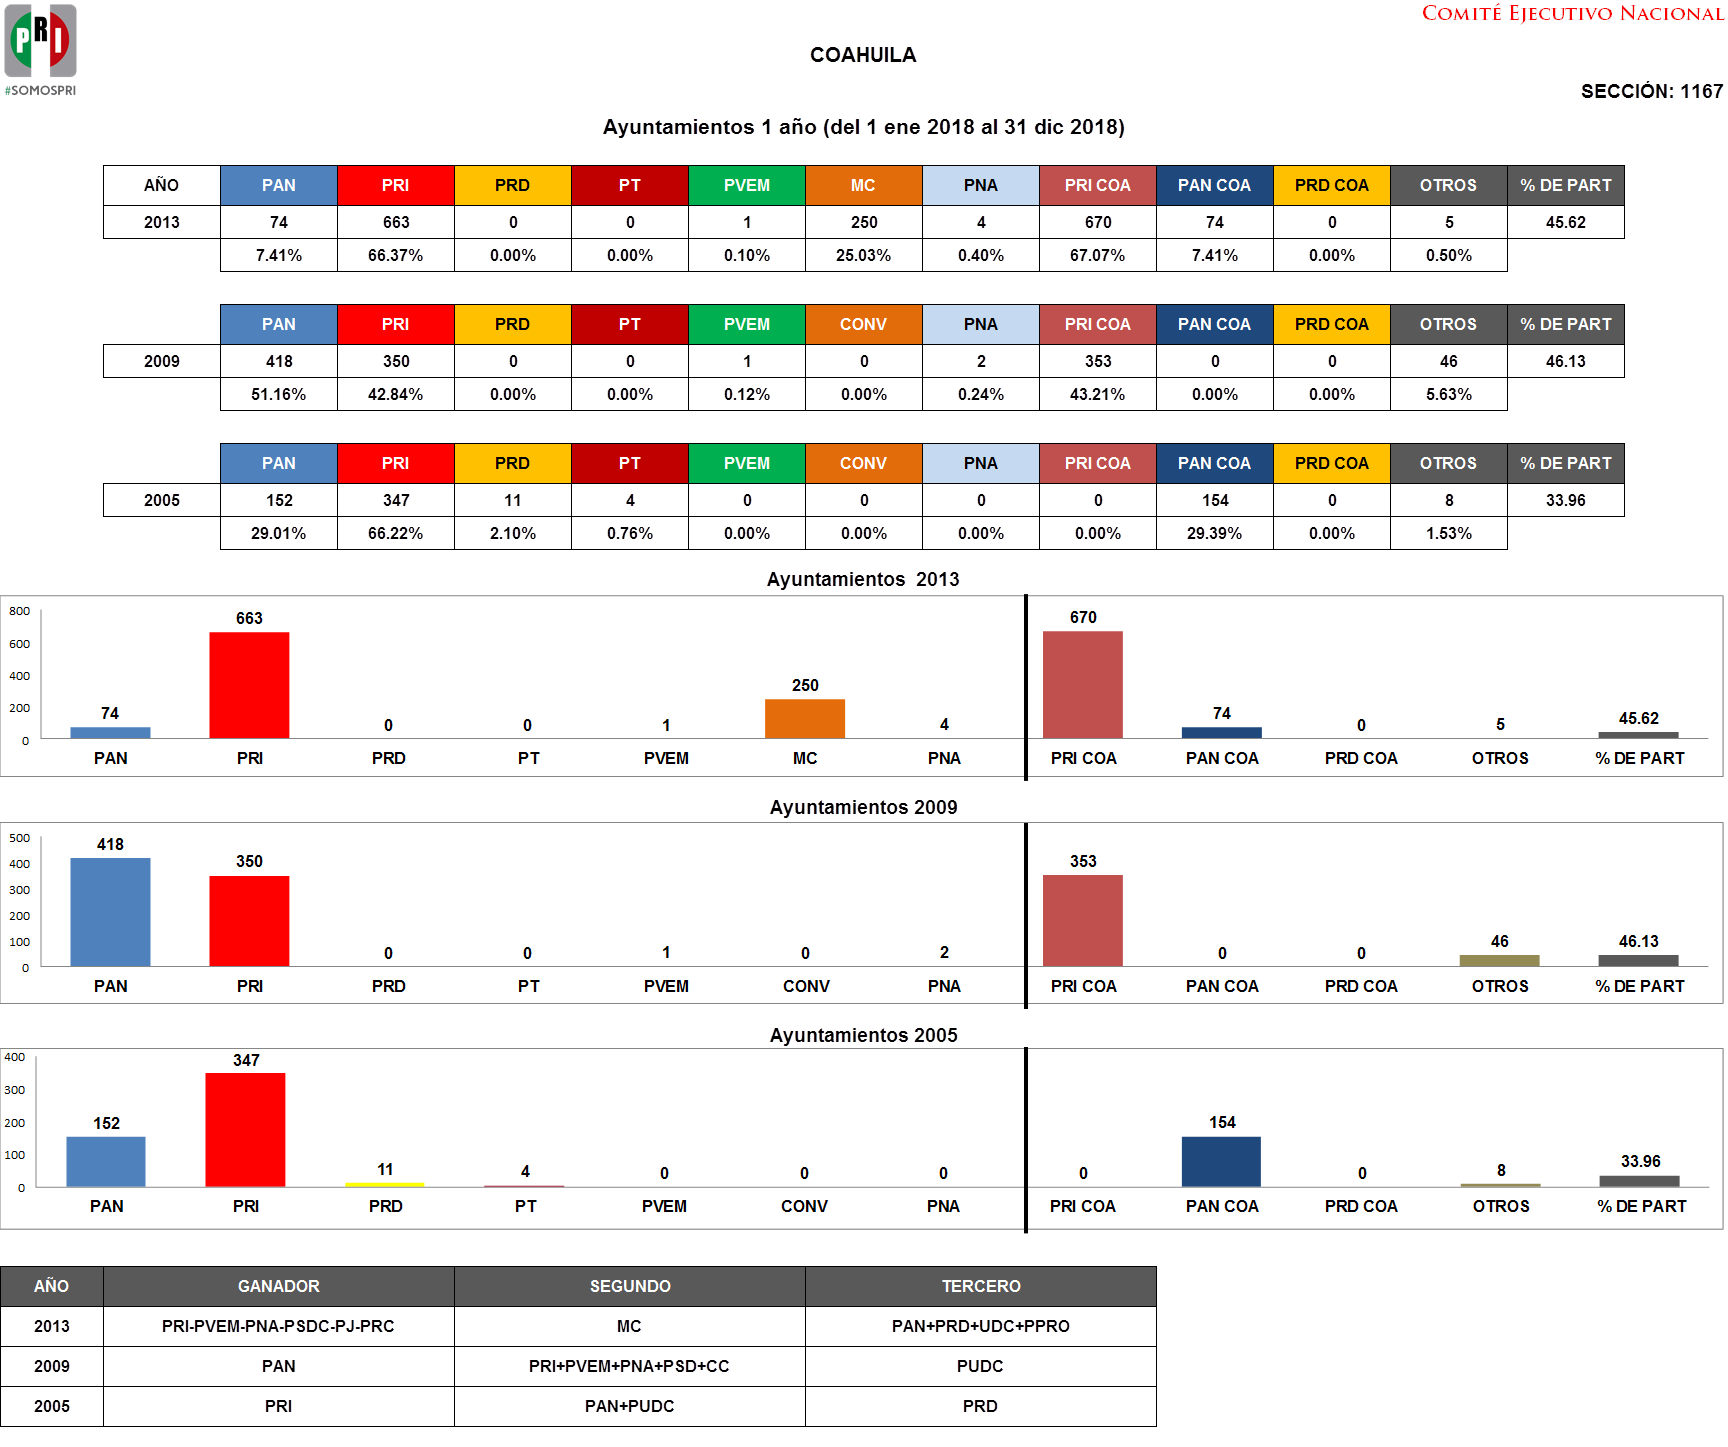 COMITÉ EJECUTIVO NACIONAL
PRI
#SOMOSPRI
COAHUILA
SECCIÓN: 1167
Ayuntamientos 1 año (del 1 ene 2018 al 31 dic 2018)
AÑO PAN PRI PRD PT PVEM MC PNA PRI COA PAN COA PRD COA OTROS % DE PART
2013 74 663 0 0 1 250 4 670 74 0 5 45.62
7.41% 66.37% 0.00% 0.00% 0.10% 25.03% 0.40% 67.07% 7.41% 0.00% 0.50%
PAN PRI PRD PT PVEM CONV PNA PRI COA PAN COA PRD COA OTROS % DE PART
2009 418 350 0 0 1 0 2 353 0 0 46 46.13
51.16% 42.84% 0.00% 0.00% 0.12% 0.00% 0.24% 43.21% 0.00% 0.00% 5.63%
PAN PRI PRD PT PVEM CONV PNA PRI COA PAN COA PRD COA OTROS % DE PART
2005 152 347 11 4 0 0 0 0 154 0 8 33.96
29.01% 66.22% 2.10% 0.76% 0.00% 0.00% 0.00% 0.00% 29.39% 0.00% 1.53%
Ayuntamientos 2013
800
600
400
200
0
74 663 0 0 1 250 4 670 74 0 5 45.62
PAN PRI PRD PT PVEM MC PNA PRI COA PAN COA PRD COA OTROS % DE PART
Ayuntamientos 2009
500
400
300
200
100
0
418 350 0 0 1 0 2 353 0 0 46 46.13
PAN PRI PRD PT PVEM CONV PNA PRI COA PAN COA PRD COA OTROS % DE PART
Ayuntamientos 2005
400
300
200
100
0
152 347 11 4 0 0 0 0 154 0 8 33.96
PAN PRI PRD PT PVEM CONV PNA PRI COA PAN COA PRD COA OTROS % DE PART
AÑO GANADOR SEGUNDO TERCERO
2013 PRI-PVEM-PNA-PSDC-PJ-PRC MC PAN+PRD+UDC+PPRO
2009 PAN PRI+PVEM+PNA+PSD+CC PUDC
2005 PRI PAN+PUDC PRD